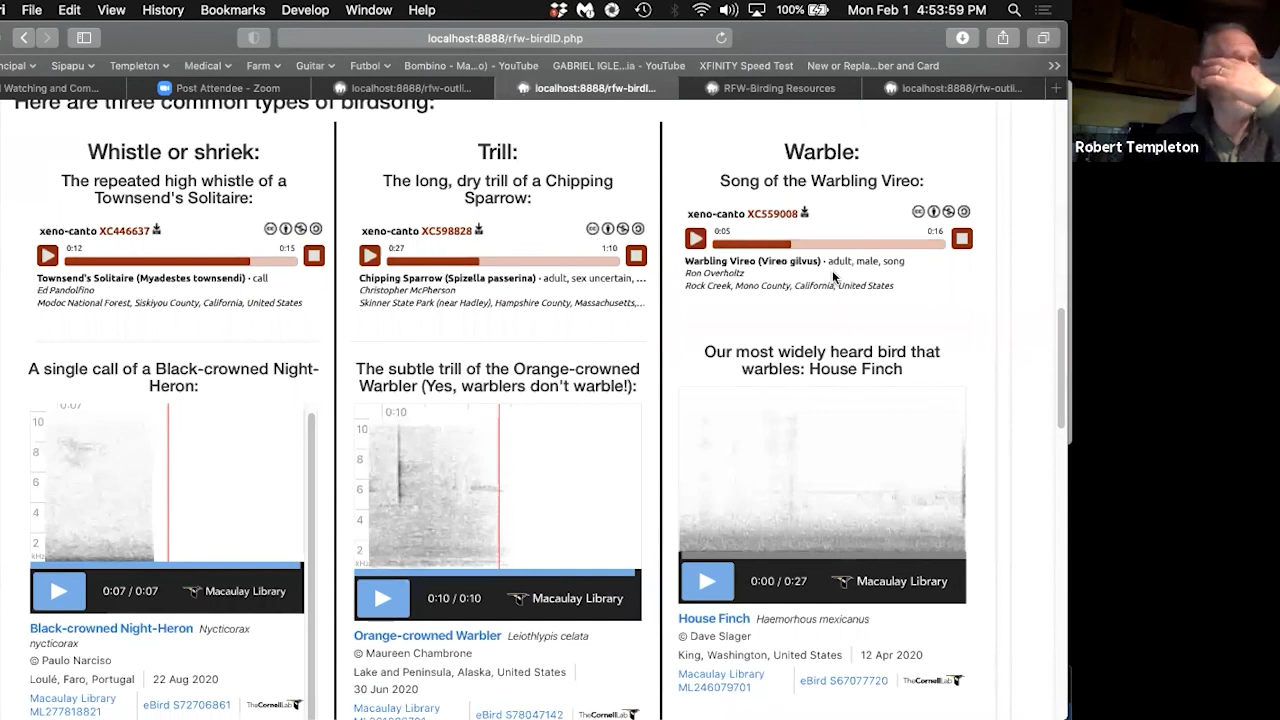 File Edit View History Bookmarks Develop Window Help 100% Mon Feb 1 4:53:59 PM
localhost:8888/rfw-birdID.php
ncipal Sipapu Templeton Medical Farm Guitar Futbol Bombino - Ma...o) - YouTube GABRIEL IGLE...ia - YouTube XFINITY Speed Test New or Repla...ber and Card
Watching and Com... Post Attendee - Zoom localhost:8888/rfw-outli... localhost:8888/rfw-birdI... RFW-Birding Resources localhost:8888/rfw-outli...
Robert Templeton
Here are three common types of birdsong:
Whistle or shriek:
The repeated high whistle of a
Townsend's Solitaire:
xeno-canto XC446637
0:12 0:15
Townsend's Solitaire (Myadestes townsendi) · call
Ed Pandolfino
Modoc National Forest, Siskiyou County, California, United States
A single call of a Black-crowned Night-
Heron:
0:07
10
8
6
4
2
kHz
0:07 / 0:07 Macaulay Library
Black-crowned Night-Heron Nycticorax
nycticorax
© Paulo Narciso
Loulé, Faro, Portugal 22 Aug 2020
Macaulay Library
ML277818821
eBird S72706861 TheCornellLab
Trill:
The long, dry trill of a Chipping
Sparrow:
xeno-canto XC598828
0:27 1:10
Chipping Sparrow (Spizella passerina) · adult, sex uncertain, ...
Christopher McPherson
Skinner State Park (near Hadley), Hampshire County, Massachusetts,...
The subtle trill of the Orange-crowned
Warbler (Yes, warblers don't warble!):
0:10
10
8
6
4
2
kHz
0:10 / 0:10 Macaulay Library
Orange-crowned Warbler Leiothlypis celata
© Maureen Chambrone
Lake and Peninsula, Alaska, United States
30 Jun 2020
Macaulay Library
eBird S78047142 TheCornellLab
Warble:
Song of the Warbling Vireo:
xeno-canto XC559008
0:05 0:16
Warbling Vireo (Vireo gilvus) · adult, male, song
Ron Overholtz
Rock Creek, Mono County, California, United States
Our most widely heard bird that
warbles: House Finch
0:00 / 0:27 Macaulay Library
House Finch Haemorhous mexicanus
© Dave Slager
King, Washington, United States 12 Apr 2020
Macaulay Library
ML246079701
eBird S67077720 TheCornellLab